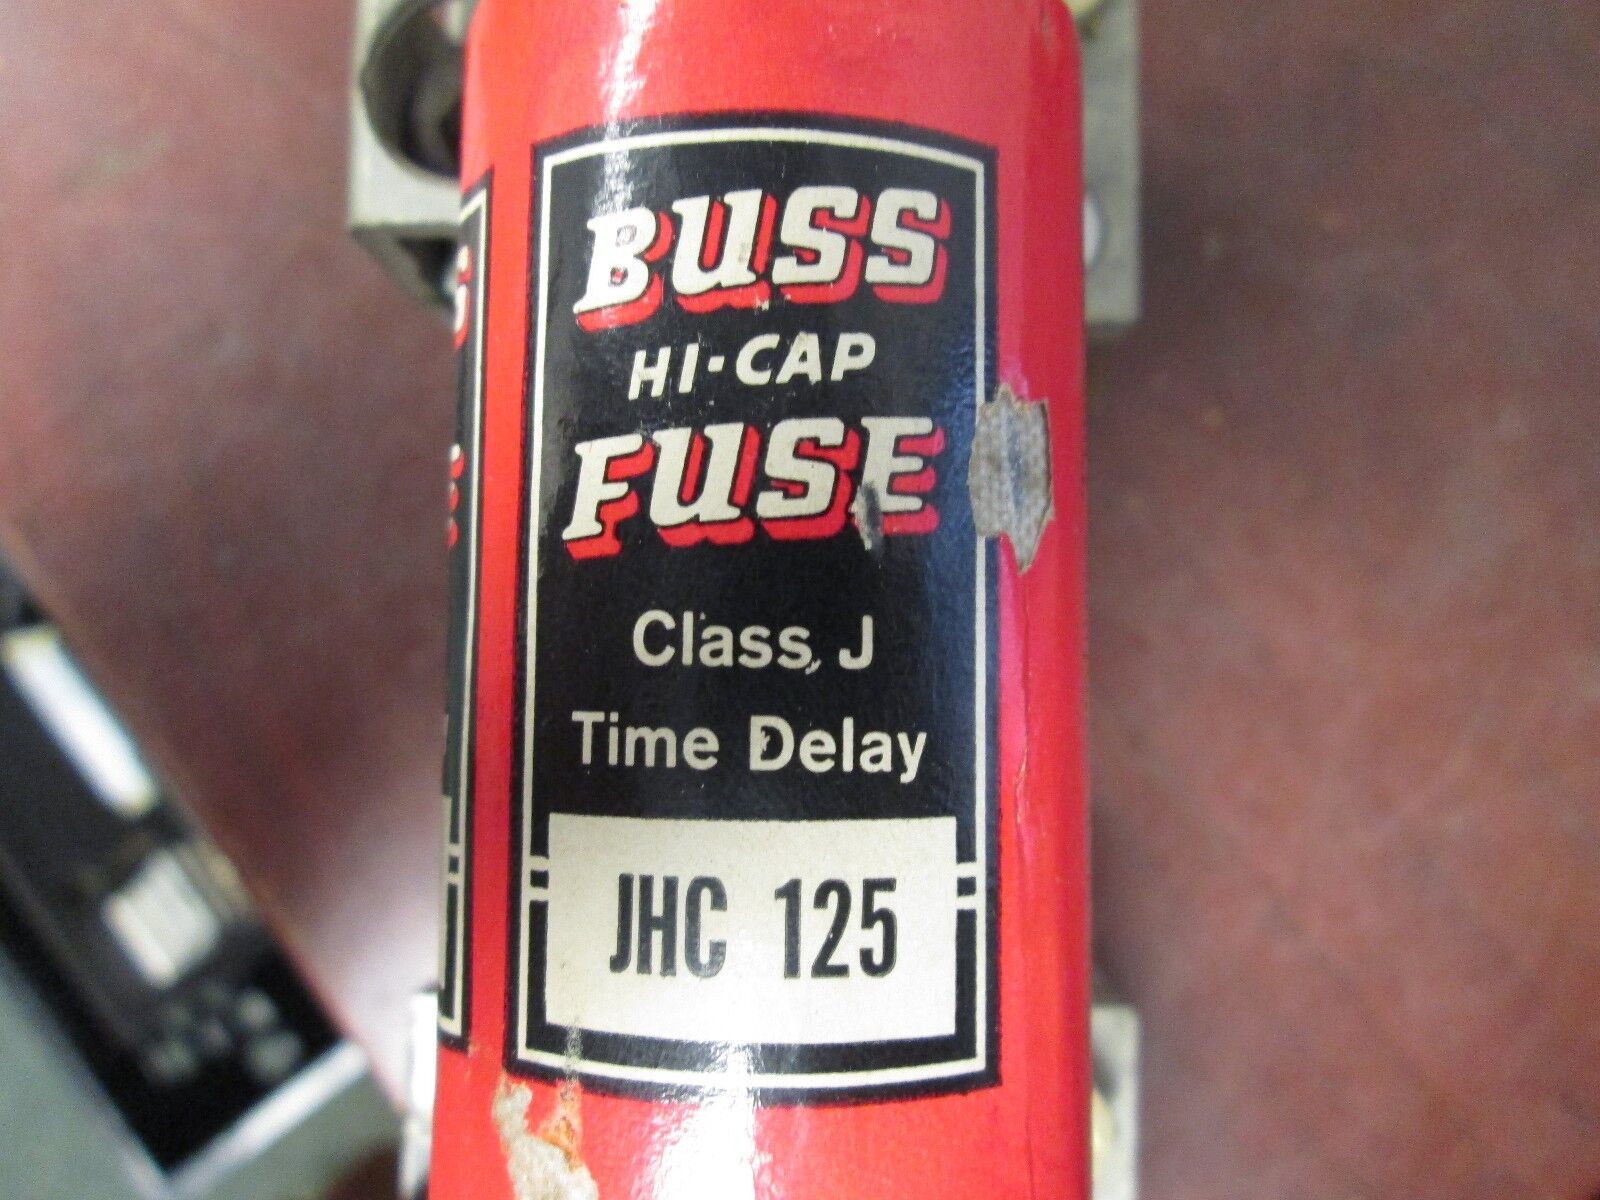 BUSS
HI-CAP
FUSE
Class J
Time Delay
JHC 125